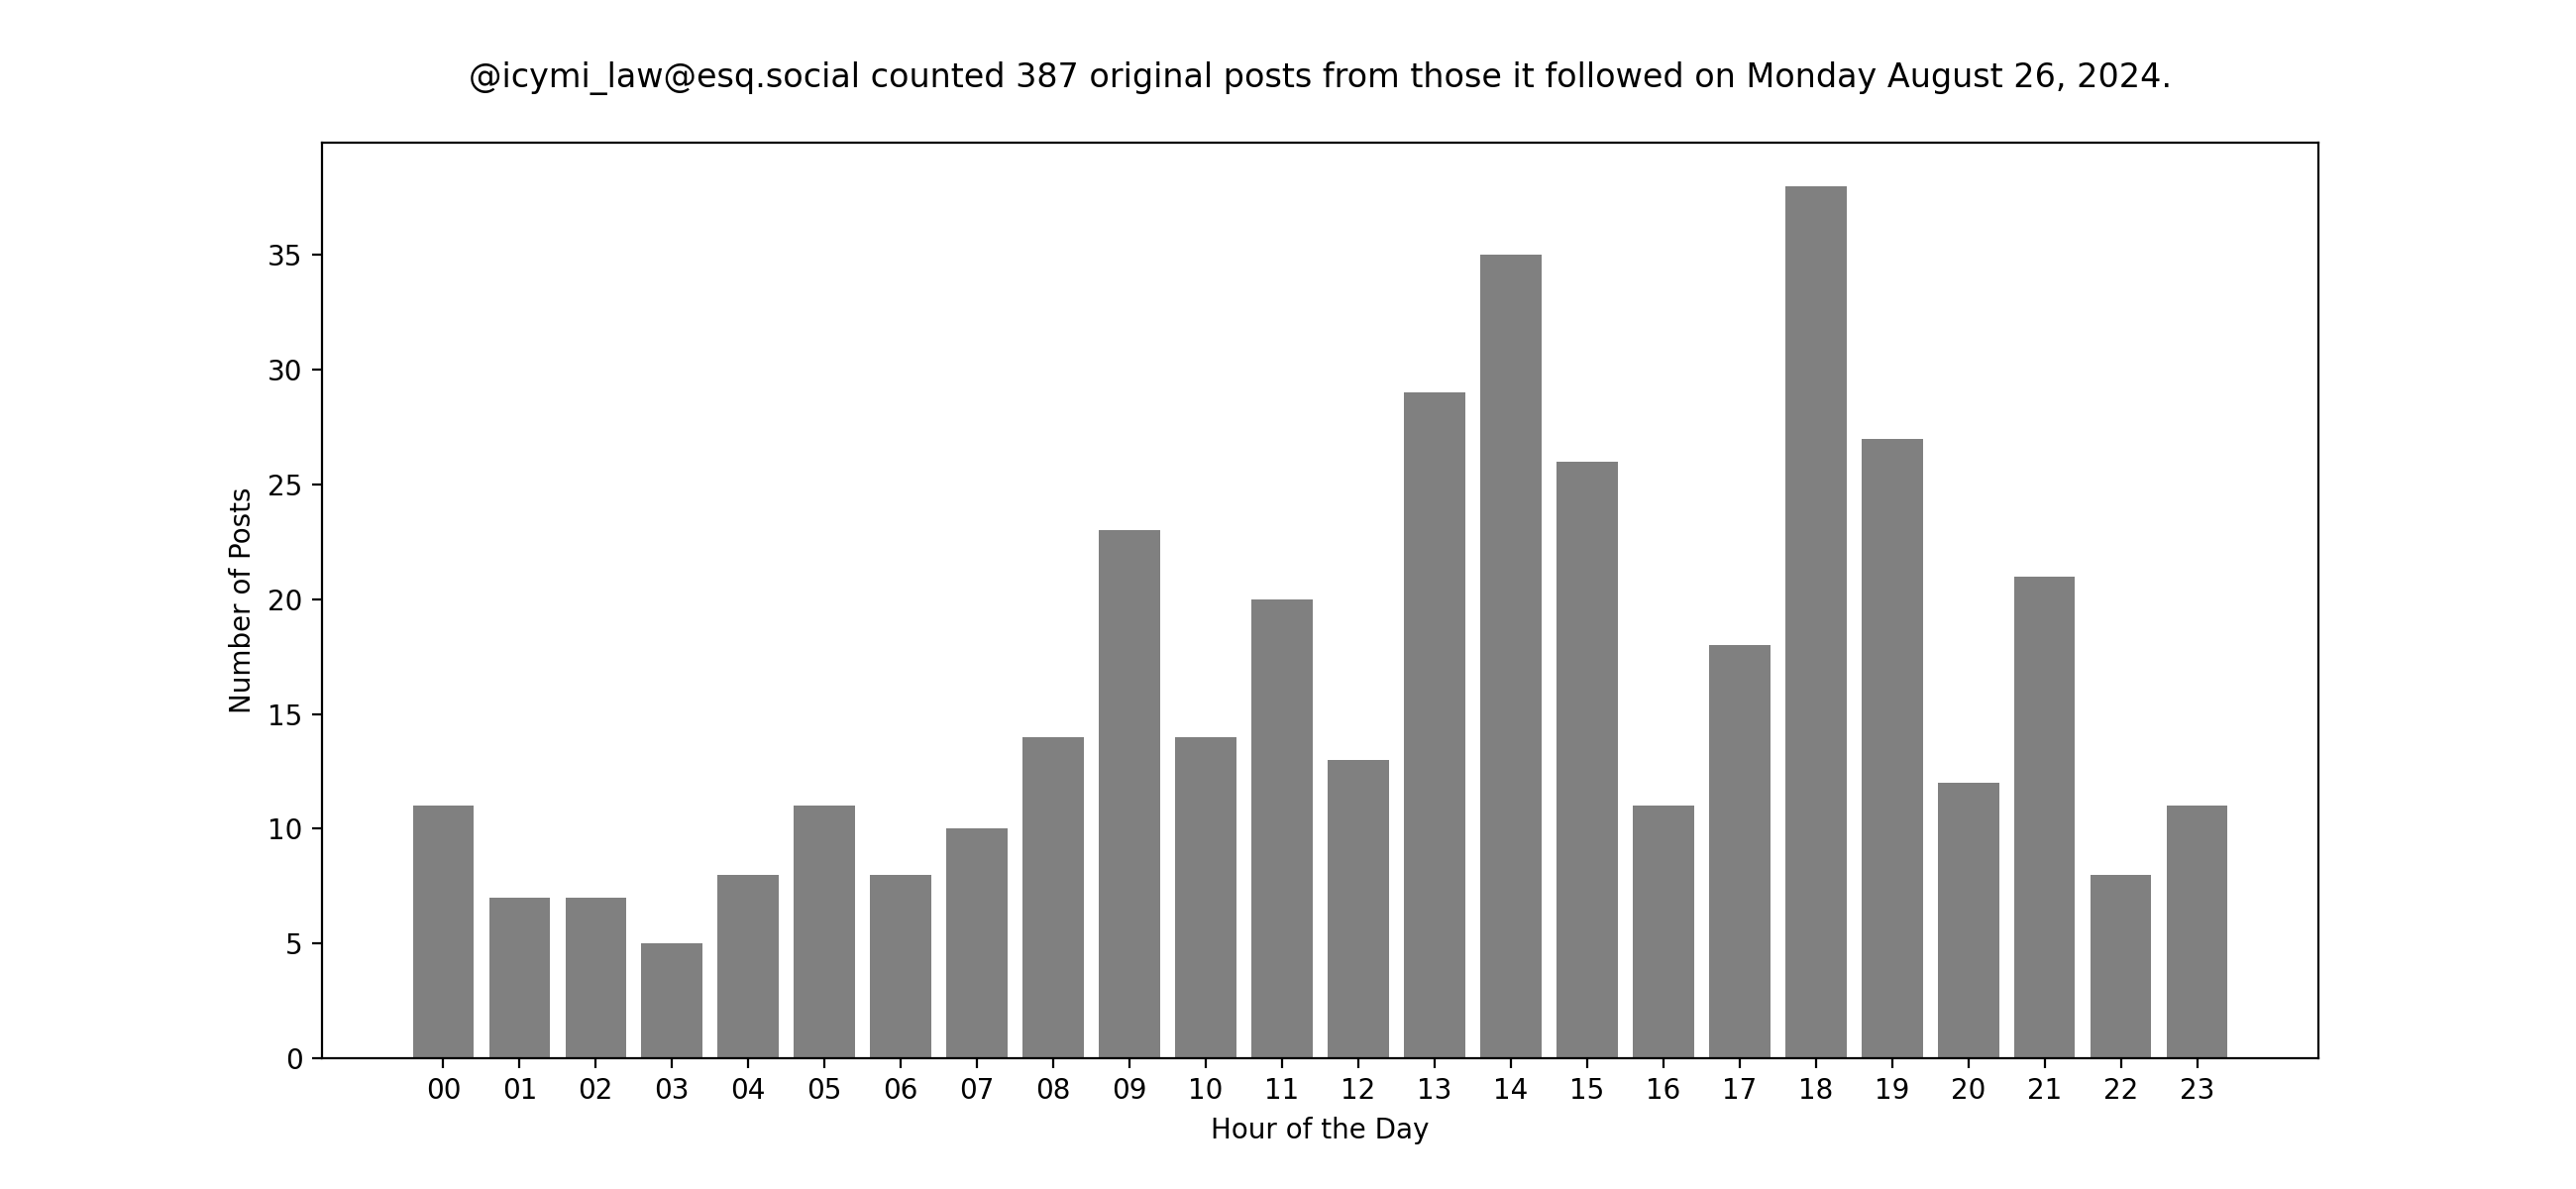 @icymi_law@esq.social counted 387 original posts from those it followed on Monday August 26, 2024.
35
30
25
20
15
10
5
0
Number of Posts
00 01 02 03 04 05 06 07 08 09 10 11 12 13 14 15 16 17 18 19 20 21 22 23
Hour of the Day